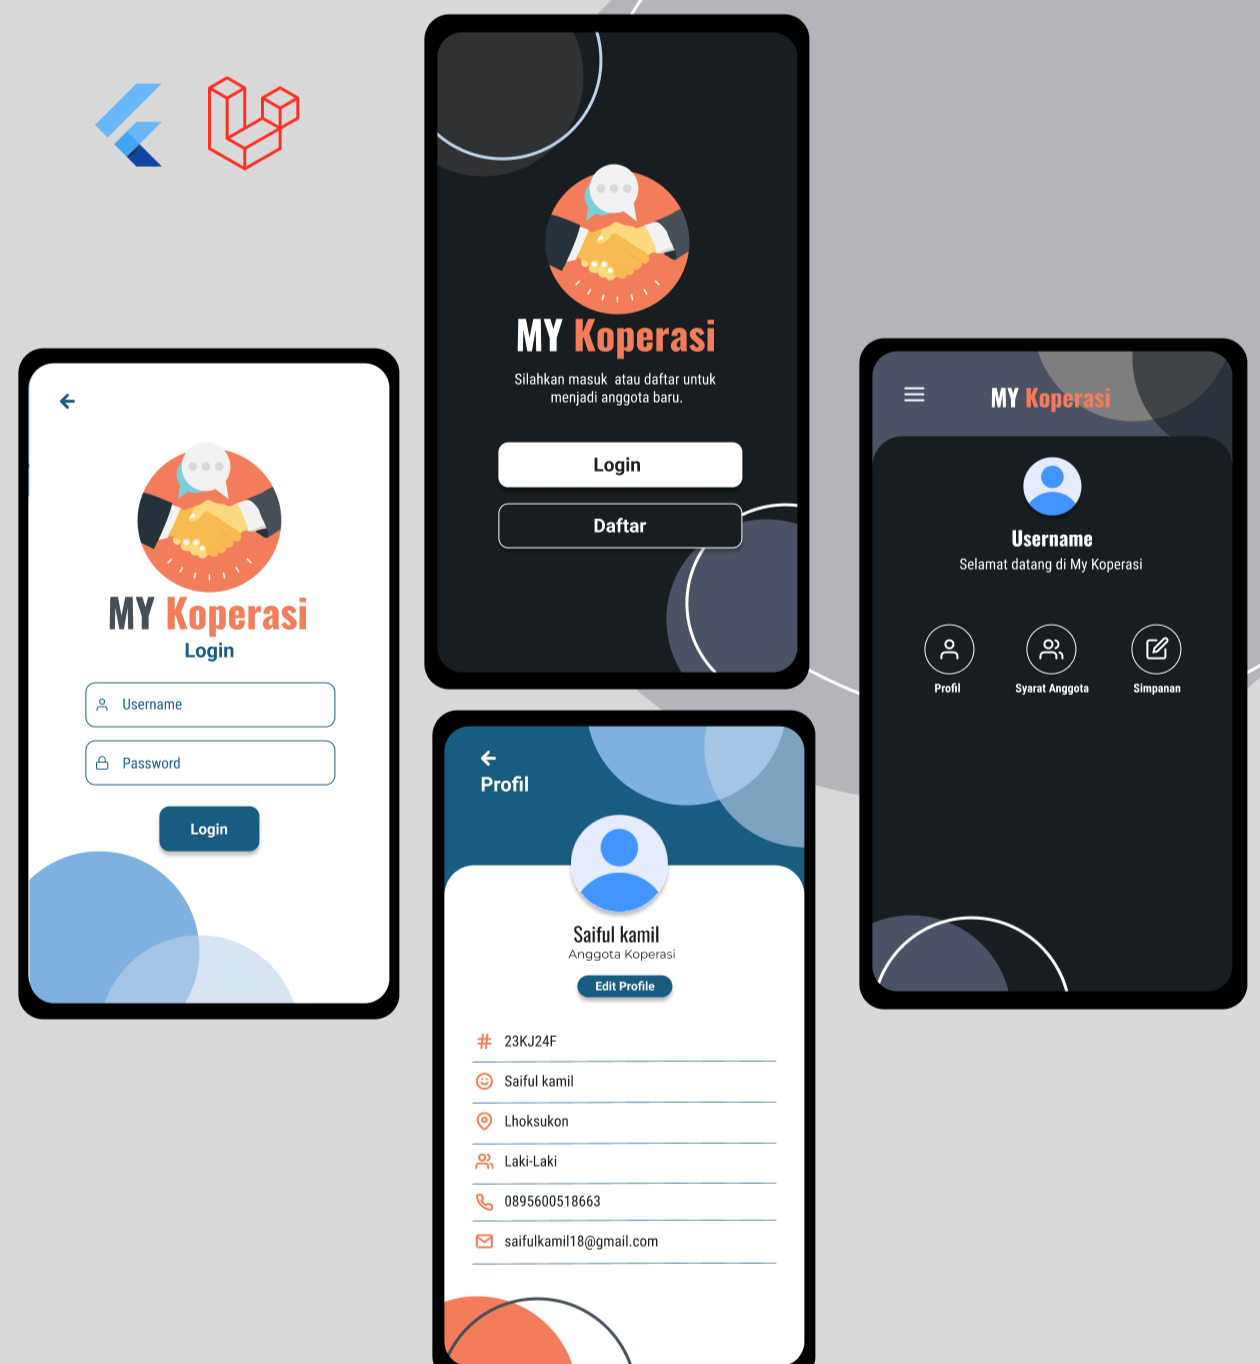 MY Koperasi
Silahkan masuk atau daftar untuk
menjadi anggota baru.
Login
Daftar
MY Koperasi
Login
Username
Password
Login
MY Koperasi
Username
Selamat datang di My Koperasi
Profil
Syarat Anggota
Simpanan
Profil
Saiful kamil
Anggota Koperasi
Edit Profile
23KJ24F
Saiful kamil
Lhoksukon
Laki-Laki
0895600518663
saifulkamil18@gmail.com